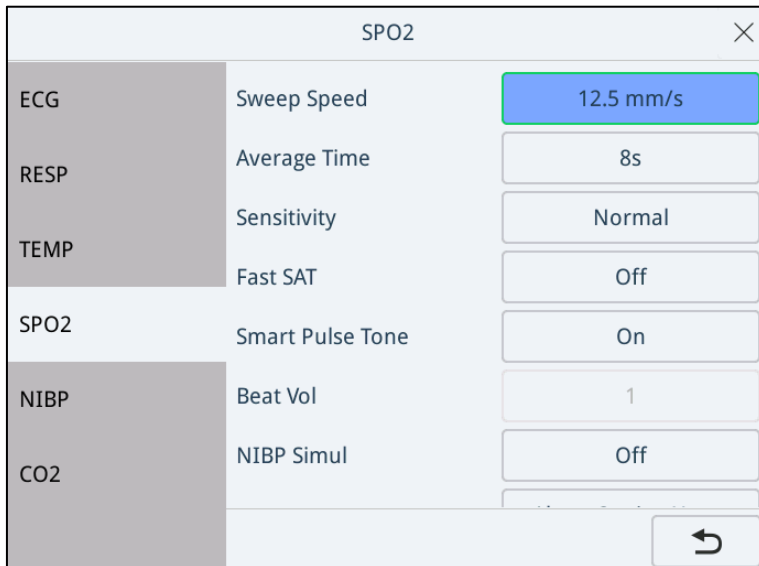 SPO2
ECG
RESP
TEMP
SPO2
NIBP
CO2
Sweep Speed 12.5 mm/s
Average Time 8s
Sensitivity Normal
Fast SAT Off
Smart Pulse Tone On
Beat Vol 1
NIBP Simul Off